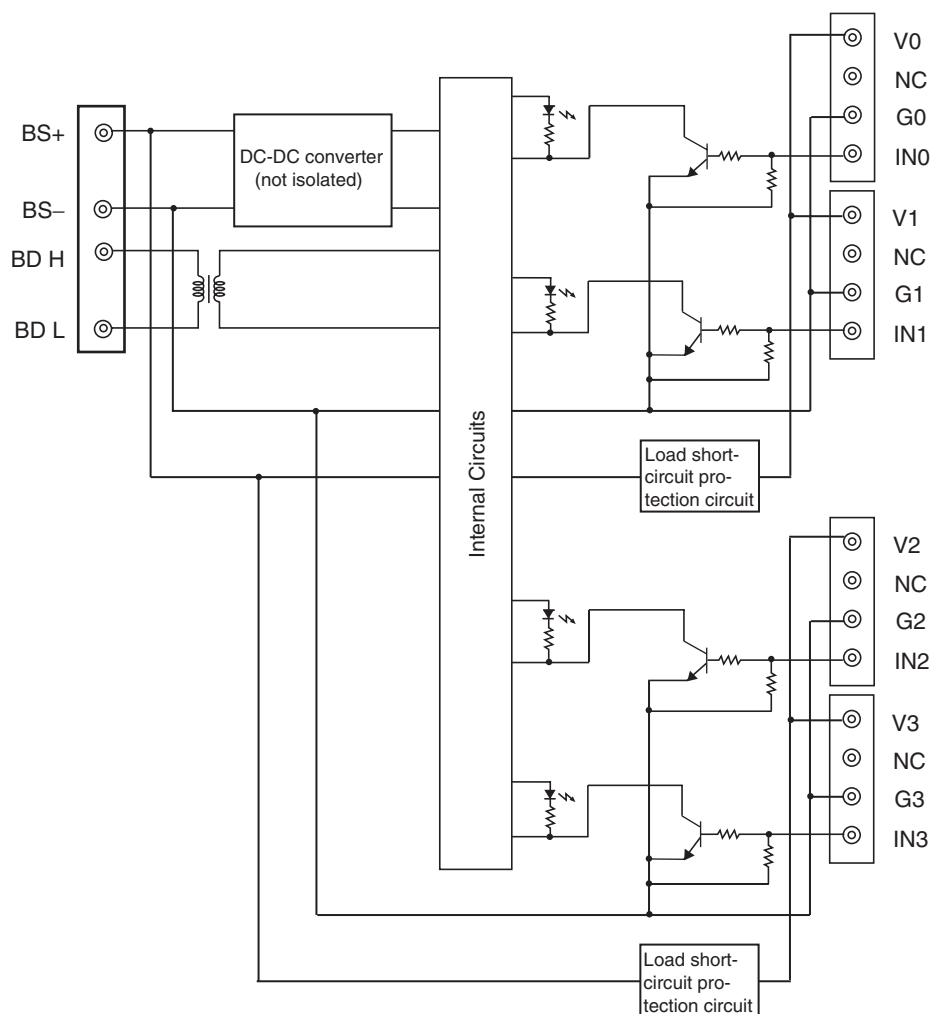 BS+
BS−
BD H
BD L
DC-DC converter
(not isolated)
Internal Circuits
V0
NC
G0
IN0
V1
NC
G1
IN1
Load short-
circuit pro-
tection circuit
V2
NC
G2
IN2
V3
NC
G3
IN3
Load short-
circuit pro-
tection circuit